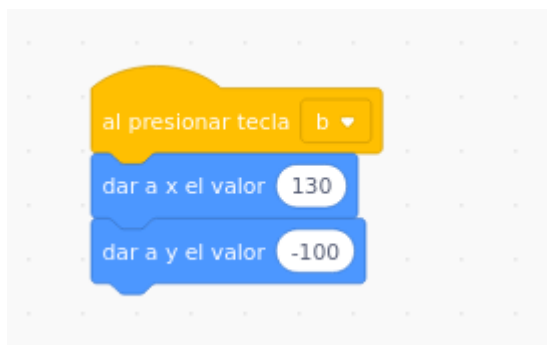 al presionar tecla b
dar a x el valor 130
dar a y el valor -100